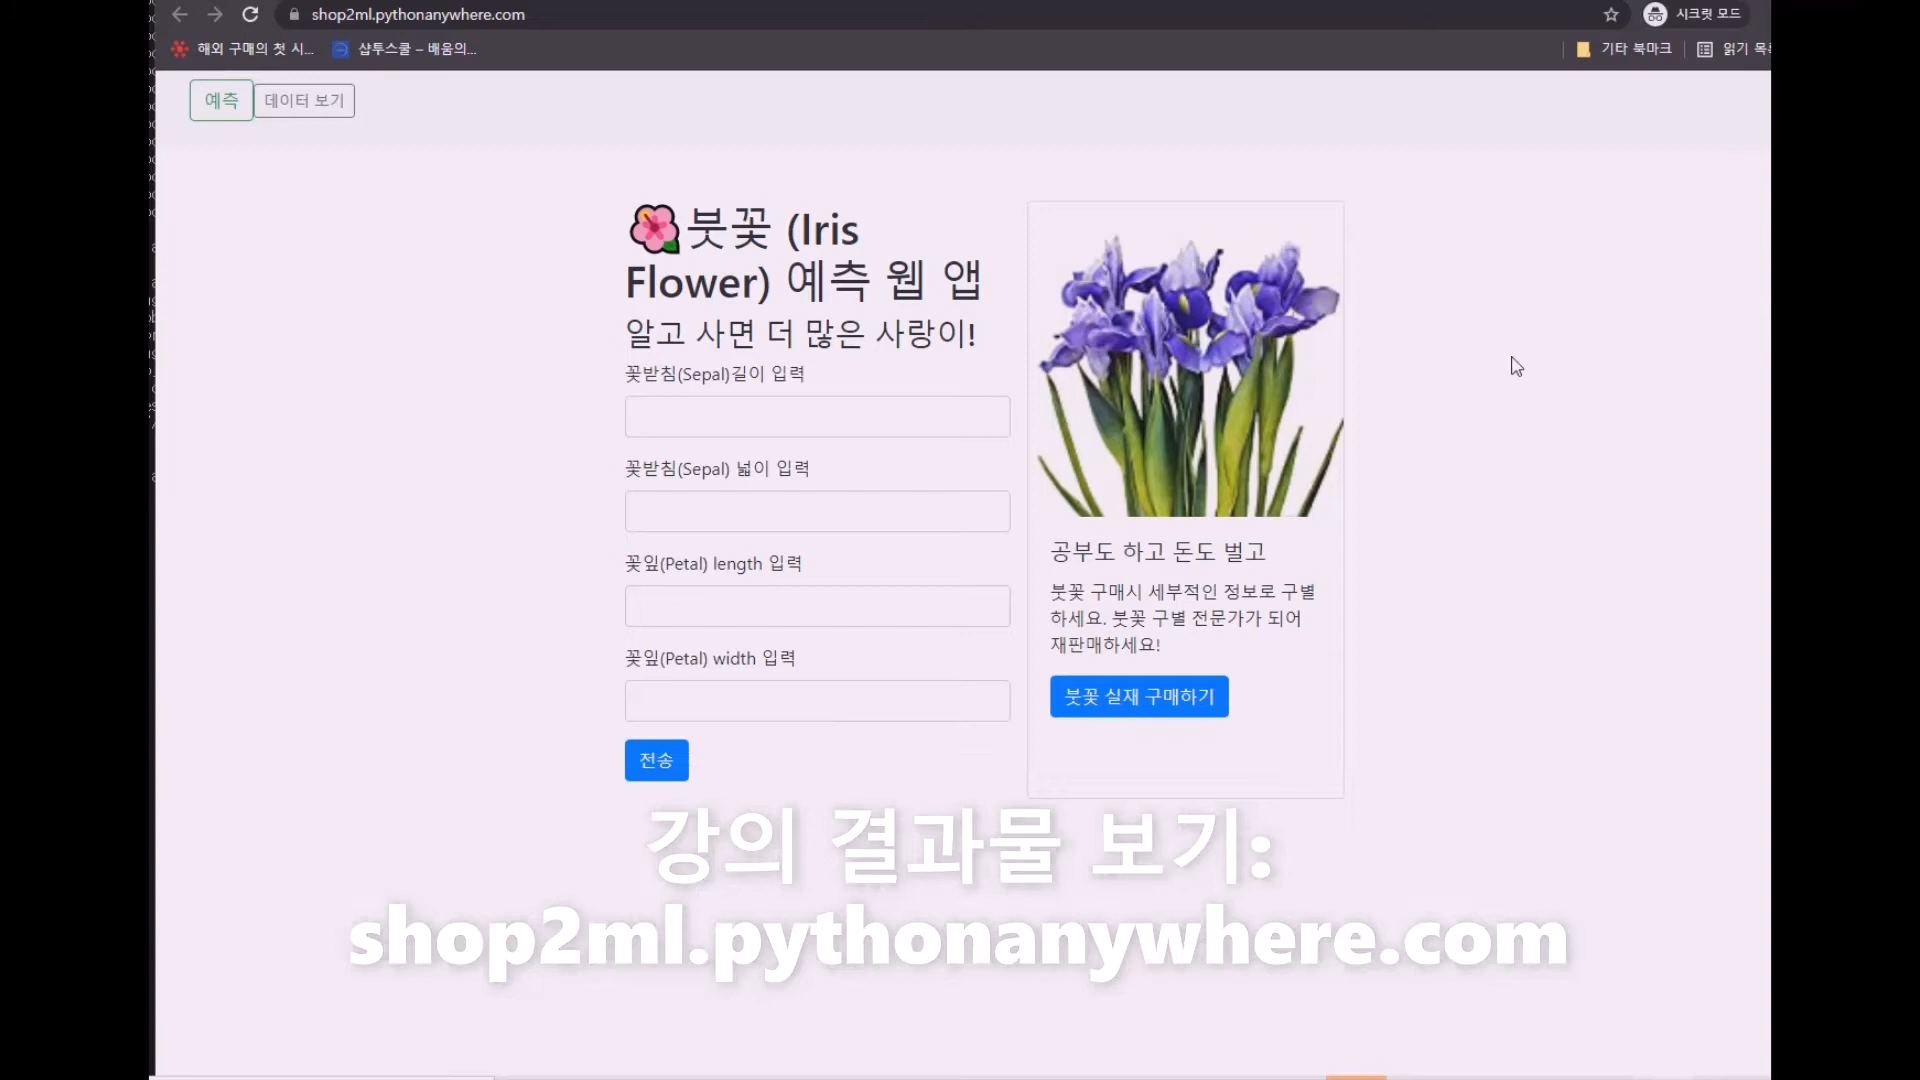 shop2ml.pythonanywhere.com
시크릿 모드
해외 구매의 첫 시...
샵투스쿨 – 배움의...
기타 북마크
읽기 목록
예측
데이터 보기
붓꽃 (Iris
Flower) 예측 웹 앱
알고 사면 더 많은 사랑이!
꽃받침(Sepal)길이 입력
꽃받침(Sepal) 넓이 입력
꽃잎(Petal) length 입력
꽃잎(Petal) width 입력
전송
공부도 하고 돈도 벌고
붓꽃 구매시 세부적인 정보로 구별
하세요. 붓꽃 구별 전문가가 되어
재판매하세요!
붓꽃 실재 구매하기
강의 결과물 보기:
shop2ml.pythonanywhere.com